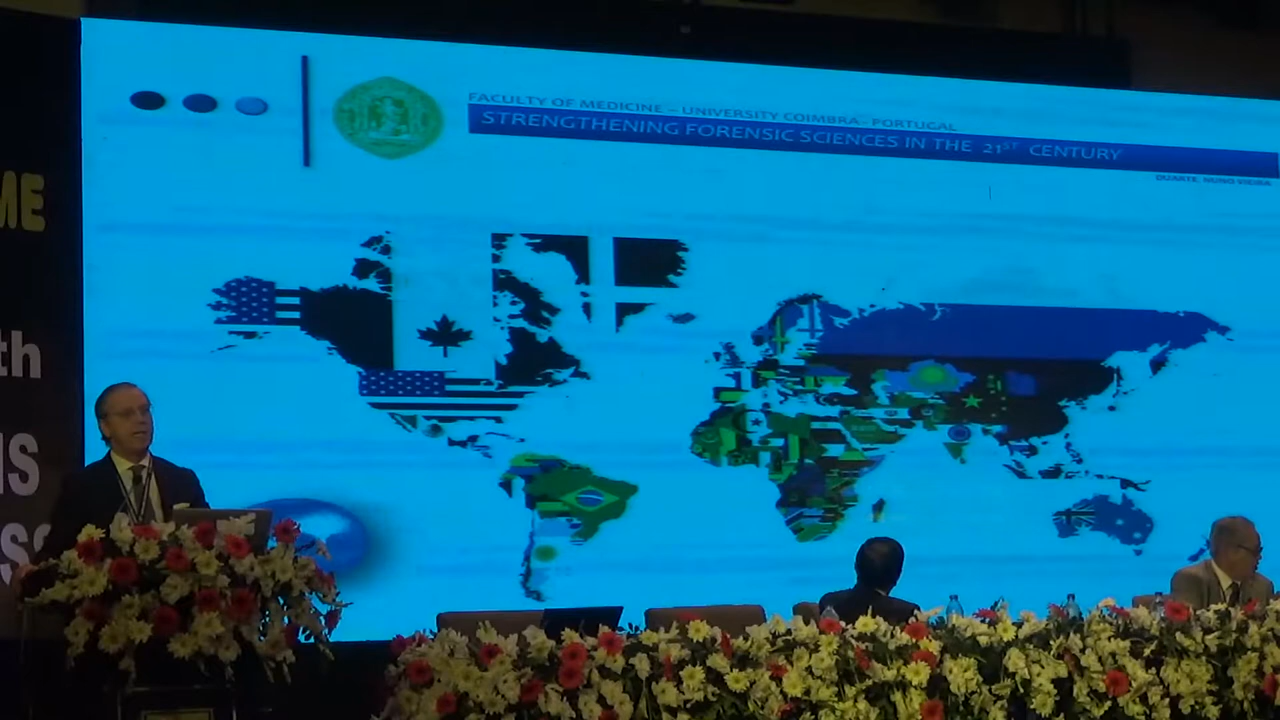 FACULTY OF MEDICINE – UNIVERSITY COIMBRA - PORTUGAL
STRENGTHENING FORENSIC SCIENCES IN THE 21ST CENTURY
DUARTE, NUNO VIEIRA
ME
th
IS